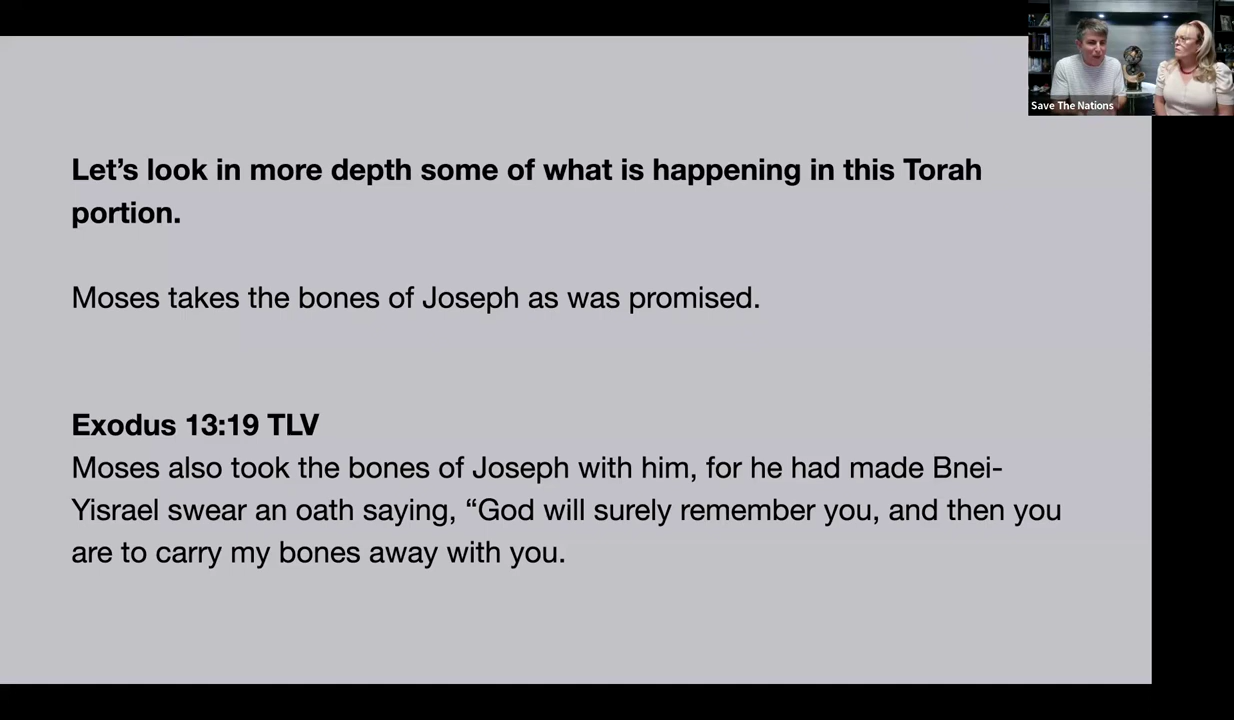 Save The Nations
Let’s look in more depth some of what is happening in this Torah
portion.
Moses takes the bones of Joseph as was promised.
Exodus 13:19 TLV
Moses also took the bones of Joseph with him, for he had made Bnei-
Yisrael swear an oath saying, “God will surely remember you, and then you
are to carry my bones away with you.